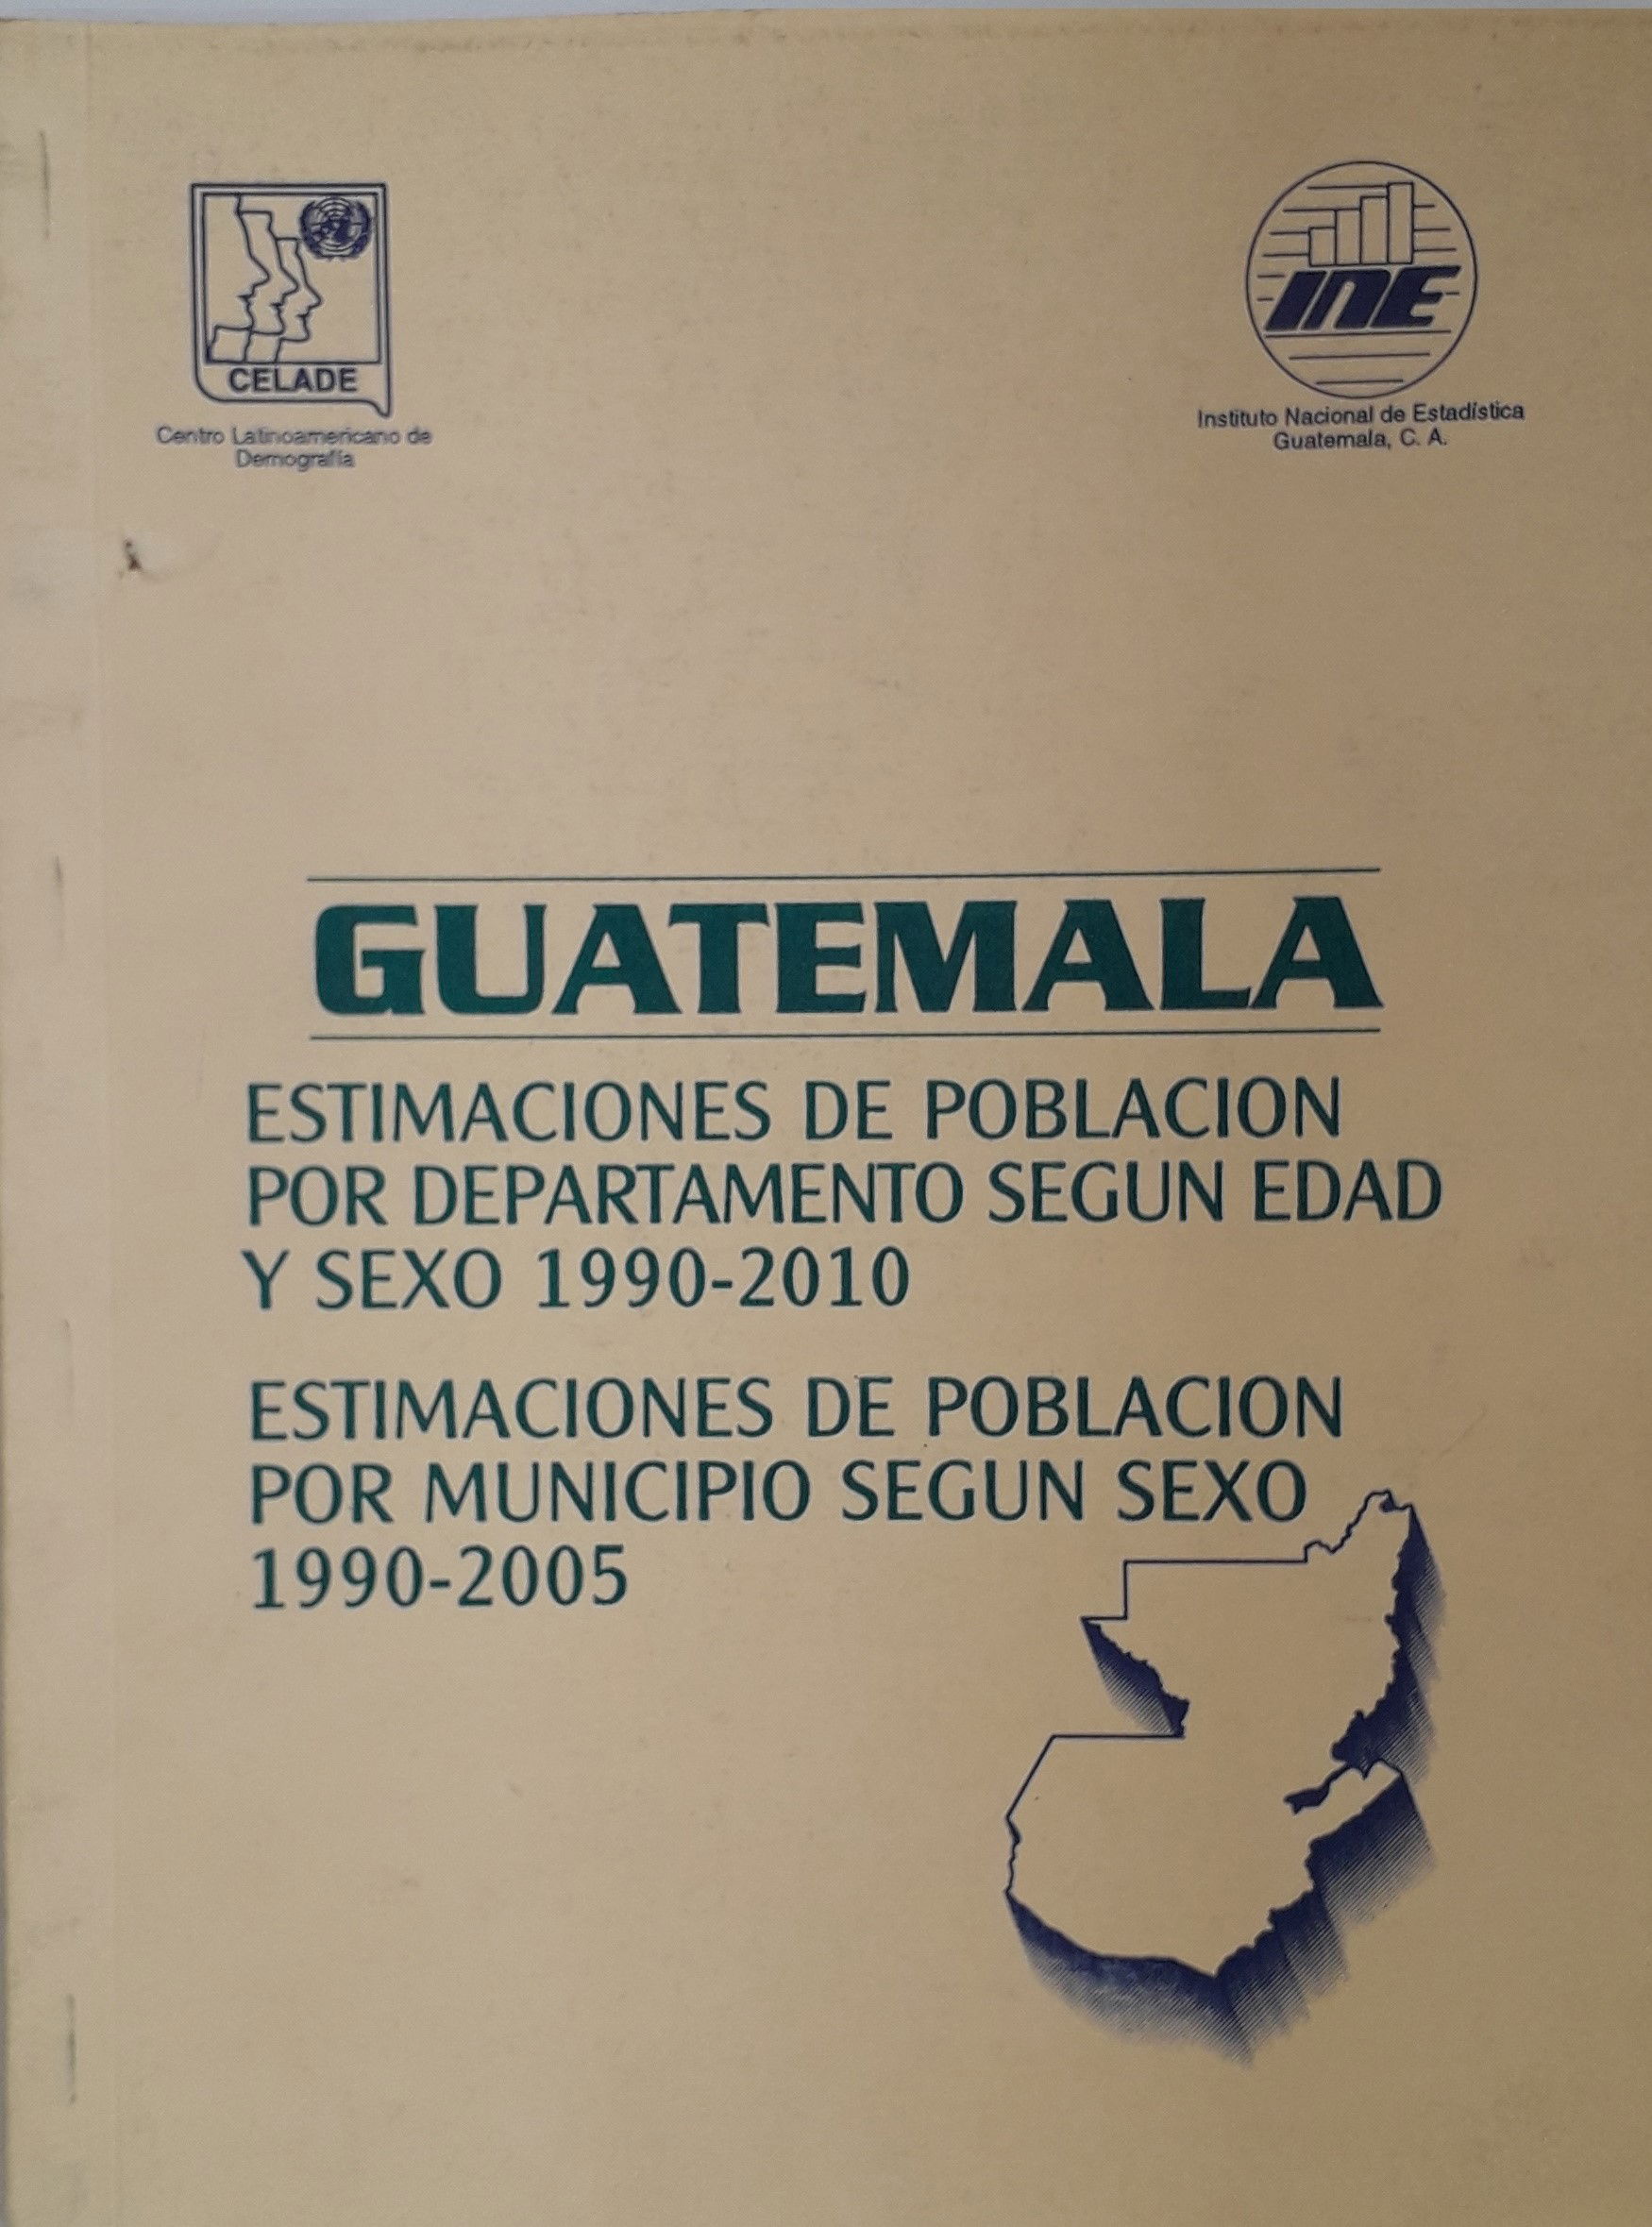 CELADE
Centro Latinoamericano de
Demografía
INE
Instituto Nacional de Estadística
Guatemala, C. A.
GUATEMALA
ESTIMACIONES DE POBLACION
POR DEPARTAMENTO SEGUN EDAD
Y SEXO 1990-2010
ESTIMACIONES DE POBLACION
POR MUNICIPIO SEGUN SEXO
1990-2005